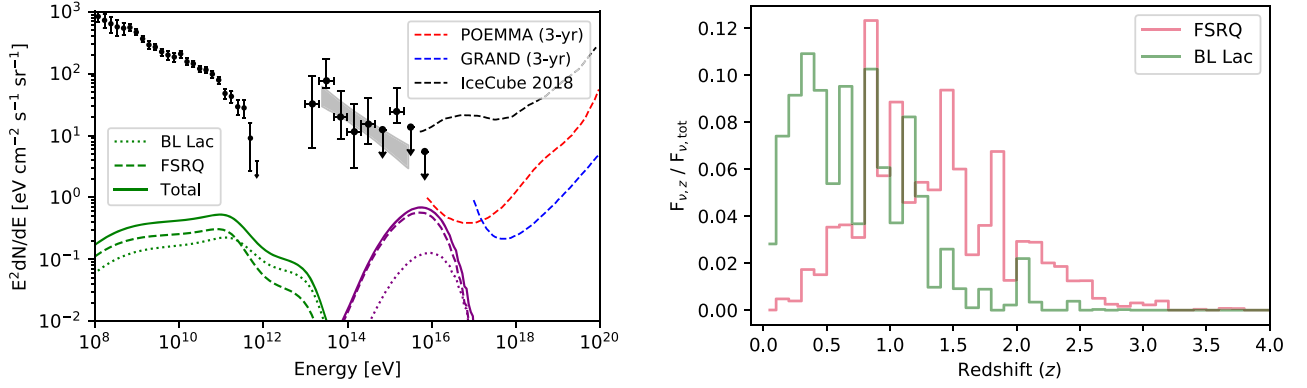 E²dN/dE [eV cm⁻² s⁻¹ sr⁻¹]
10³
10²
10¹
10⁰
10⁻¹
10⁻²
POEMMA (3-yr)
GRAND (3-yr)
IceCube 2018
BL Lac
FSRQ
Total
10⁸ 10¹⁰ 10¹² 10¹⁴ 10¹⁶ 10¹⁸ 10²⁰
Energy [eV]
F_{ν,z} / F_{ν,tot}
0.12
0.10
0.08
0.06
0.04
0.02
0.00
FSRQ
BL Lac
0.0 0.5 1.0 1.5 2.0 2.5 3.0 3.5 4.0
Redshift (z)